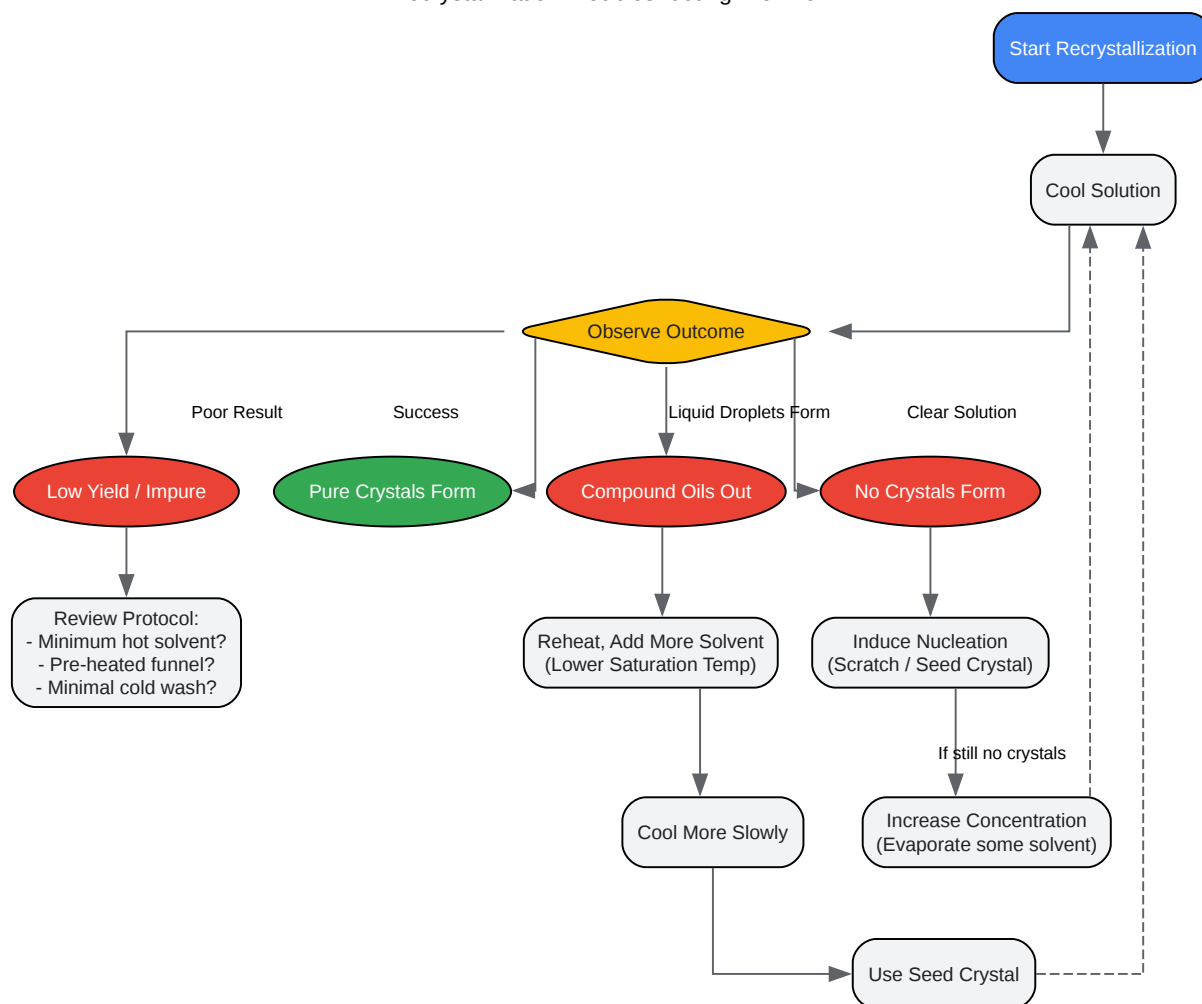 Start Recrystallization
Cool Solution
Observe Outcome
Poor Result
Success
Liquid Droplets Form
Clear Solution
Low Yield / Impure
Pure Crystals Form
Compound Oils Out
No Crystals Form
Review Protocol:
- Minimum hot solvent?
- Pre-heated funnel?
- Minimal cold wash?
Reheat, Add More Solvent
(Lower Saturation Temp)
Induce Nucleation
(Scratch / Seed Crystal)
If still no crystals
Cool More Slowly
Increase Concentration
(Evaporate some solvent)
Use Seed Crystal